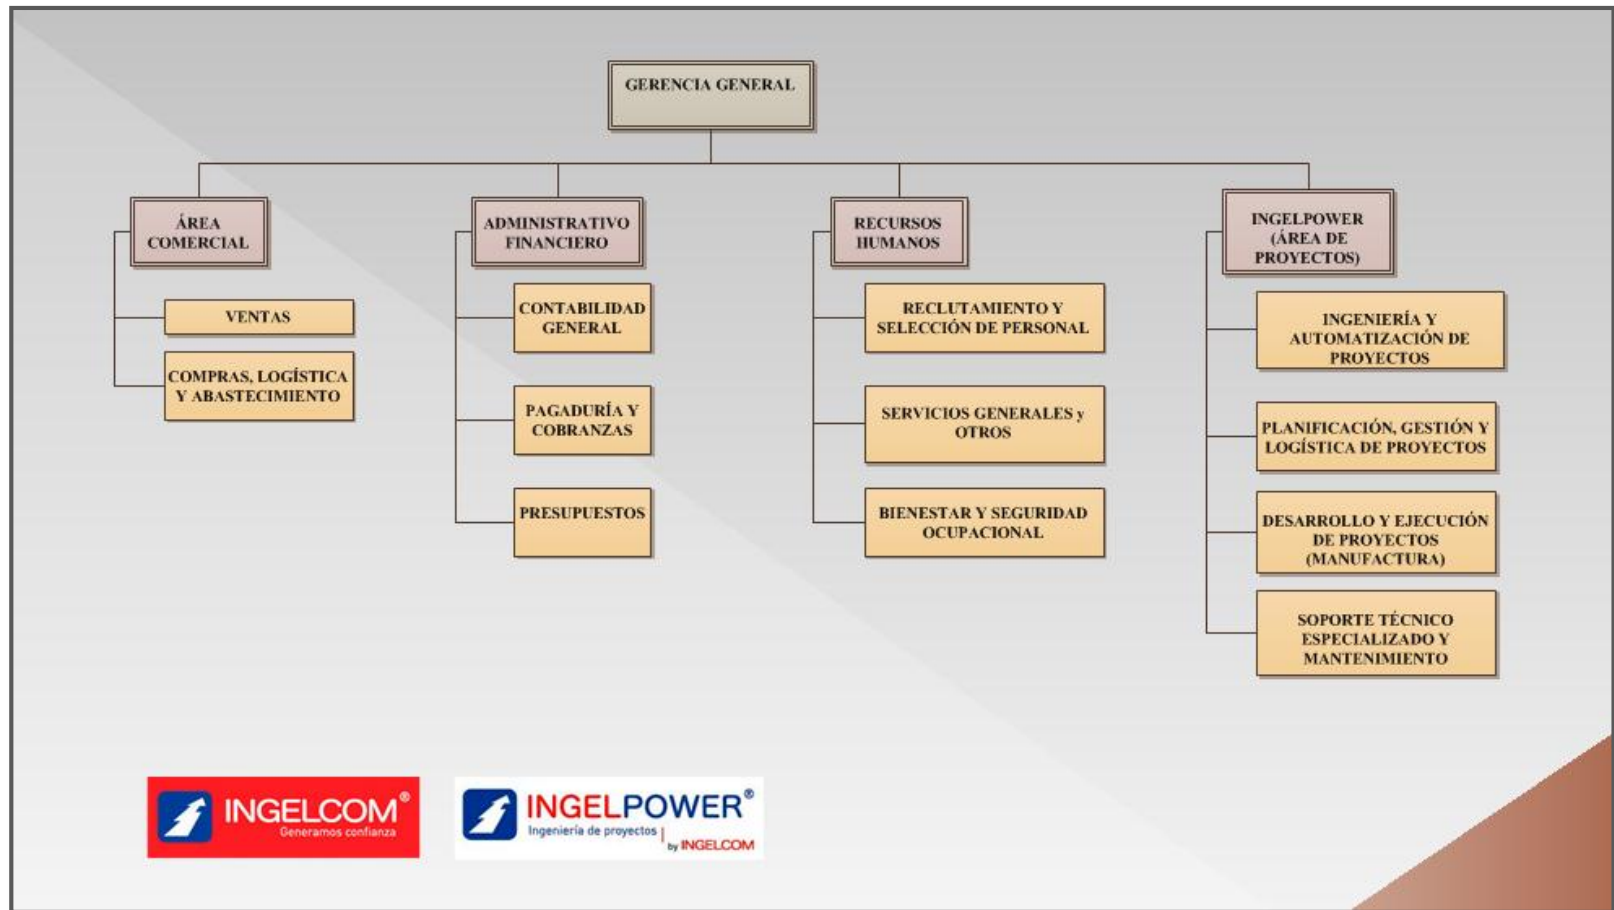 GERENCIA GENERAL
ÁREA
COMERCIAL
VENTAS
COMPRAS, LOGÍSTICA
Y ABASTECIMIENTO
ADMINISTRATIVO
FINANCIERO
CONTABILIDAD
GENERAL
PAGADURÍA Y
COBRANZAS
PRESUPUESTOS
RECURSOS
HUMANOS
RECLUTAMIENTO Y
SELECCIÓN DE PERSONAL
SERVICIOS GENERALES y
OTROS
BIENESTAR Y SEGURIDAD
OCUPACIONAL
INGELPOWER
(ÁREA DE
PROYECTOS)
INGENIERÍA Y
AUTOMATIZACIÓN DE
PROYECTOS
PLANIFICACIÓN, GESTIÓN Y
LOGÍSTICA DE PROYECTOS
DESARROLLO Y EJECUCIÓN
DE PROYECTOS
(MANUFACTURA)
SOPORTE TÉCNICO
ESPECIALIZADO Y
MANTENIMIENTO
INGELCOM®
Generamos confianza
INGELPOWER®
Ingeniería de proyectos
by INGELCOM